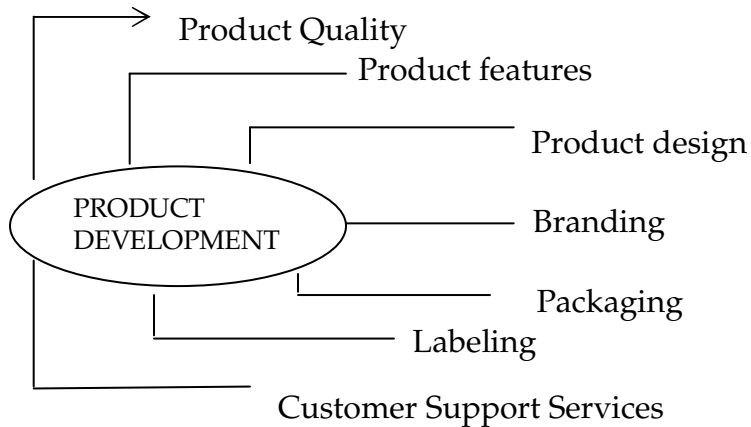 Product Quality
Product features
Product design
PRODUCT
DEVELOPMENT
Branding
Packaging
Labeling
Customer Support Services